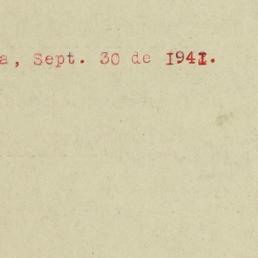 a, Sept. 30 de 1941.